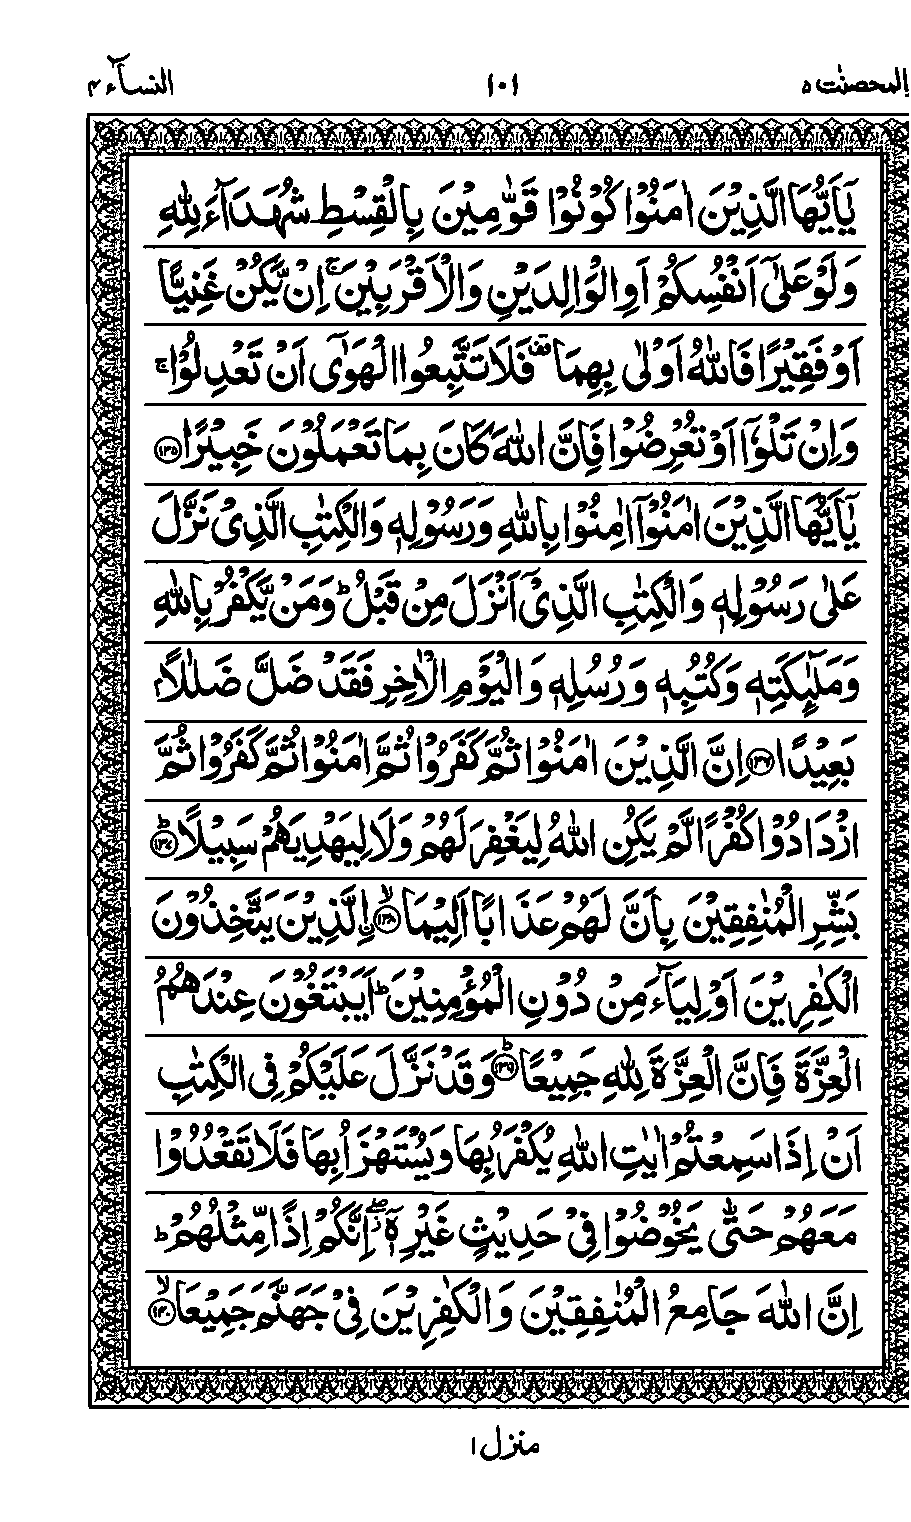 المحصنت ٥ ١٠١ النسآء ٤
يٰۤاَيُّهَا الَّذِيْنَ اٰمَنُوْا كُوْنُوْا قَوّٰمِيْنَ بِالْقِسْطِ شُهَدَآءَ لِلّٰهِ
وَلَوْ عَلٰۤى اَنْفُسِكُمْ اَوِ الْوَالِدَيْنِ وَالْاَقْرَبِيْنَ ۚ اِنْ يَّكُنْ غَنِيًّا
اَوْ فَقِيْرًا فَاللّٰهُ اَوْلٰى بِهِمَا ۫ فَلَا تَتَّبِعُوا الْهَوٰۤى اَنْ تَعْدِلُوْا ۚ
وَاِنْ تَلْوٗۤا اَوْ تُعْرِضُوْا فَاِنَّ اللّٰهَ كَانَ بِمَا تَعْمَلُوْنَ خَبِيْرًا ﴿١٣٥﴾
يٰۤاَيُّهَا الَّذِيْنَ اٰمَنُوْۤا اٰمِنُوْا بِاللّٰهِ وَرَسُوْلِهٖ وَالْكِتٰبِ الَّذِيْ نَزَّلَ
عَلٰى رَسُوْلِهٖ وَالْكِتٰبِ الَّذِيْۤ اَنْزَلَ مِنْ قَبْلُ ؕ وَمَنْ يَّكْفُرْ بِاللّٰهِ
وَمَلٰٓئِكَتِهٖ وَكُتُبِهٖ وَرُسُلِهٖ وَالْيَوْمِ الْاٰخِرِ فَقَدْ ضَلَّ ضَلٰلًاۢ
بَعِيْدًا ﴿١٣٦﴾ اِنَّ الَّذِيْنَ اٰمَنُوْا ثُمَّ كَفَرُوْا ثُمَّ اٰمَنُوْا ثُمَّ كَفَرُوْا ثُمَّ
ازْدَادُوْا كُفْرًا لَّمْ يَكُنِ اللّٰهُ لِيَغْفِرَ لَهُمْ وَلَا لِيَهْدِيَهُمْ سَبِيْلًا ؕ﴿١٣٧﴾
بَشِّرِ الْمُنٰفِقِيْنَ بِاَنَّ لَهُمْ عَذَابًا اَلِيْمَا ۙ﴿١٣٨﴾ ۨالَّذِيْنَ يَتَّخِذُوْنَ
الْكٰفِرِيْنَ اَوْلِيَآءَ مِنْ دُوْنِ الْمُؤْمِنِيْنَ ؕ اَيَبْتَغُوْنَ عِنْدَهُمُ
الْعِزَّةَ فَاِنَّ الْعِزَّةَ لِلّٰهِ جَمِيْعًا ؕ﴿١٣٩﴾ وَقَدْ نَزَّلَ عَلَيْكُمْ فِى الْكِتٰبِ
اَنْ اِذَا سَمِعْتُمْ اٰيٰتِ اللّٰهِ يُكْفَرُ بِهَا وَيُسْتَهْزَاُ بِهَا فَلَا تَقْعُدُوْا
مَعَهُمْ حَتّٰى يَخُوْضُوْا فِيْ حَدِيْثٍ غَيْرِهٖۤ ۖؗ اِنَّكُمْ اِذًا مِّثْلُهُمْ ؕ
اِنَّ اللّٰهَ جَامِعُ الْمُنٰفِقِيْنَ وَالْكٰفِرِيْنَ فِيْ جَهَنَّمَ جَمِيْعَا ۙ﴿١٤٠﴾
منزل ١